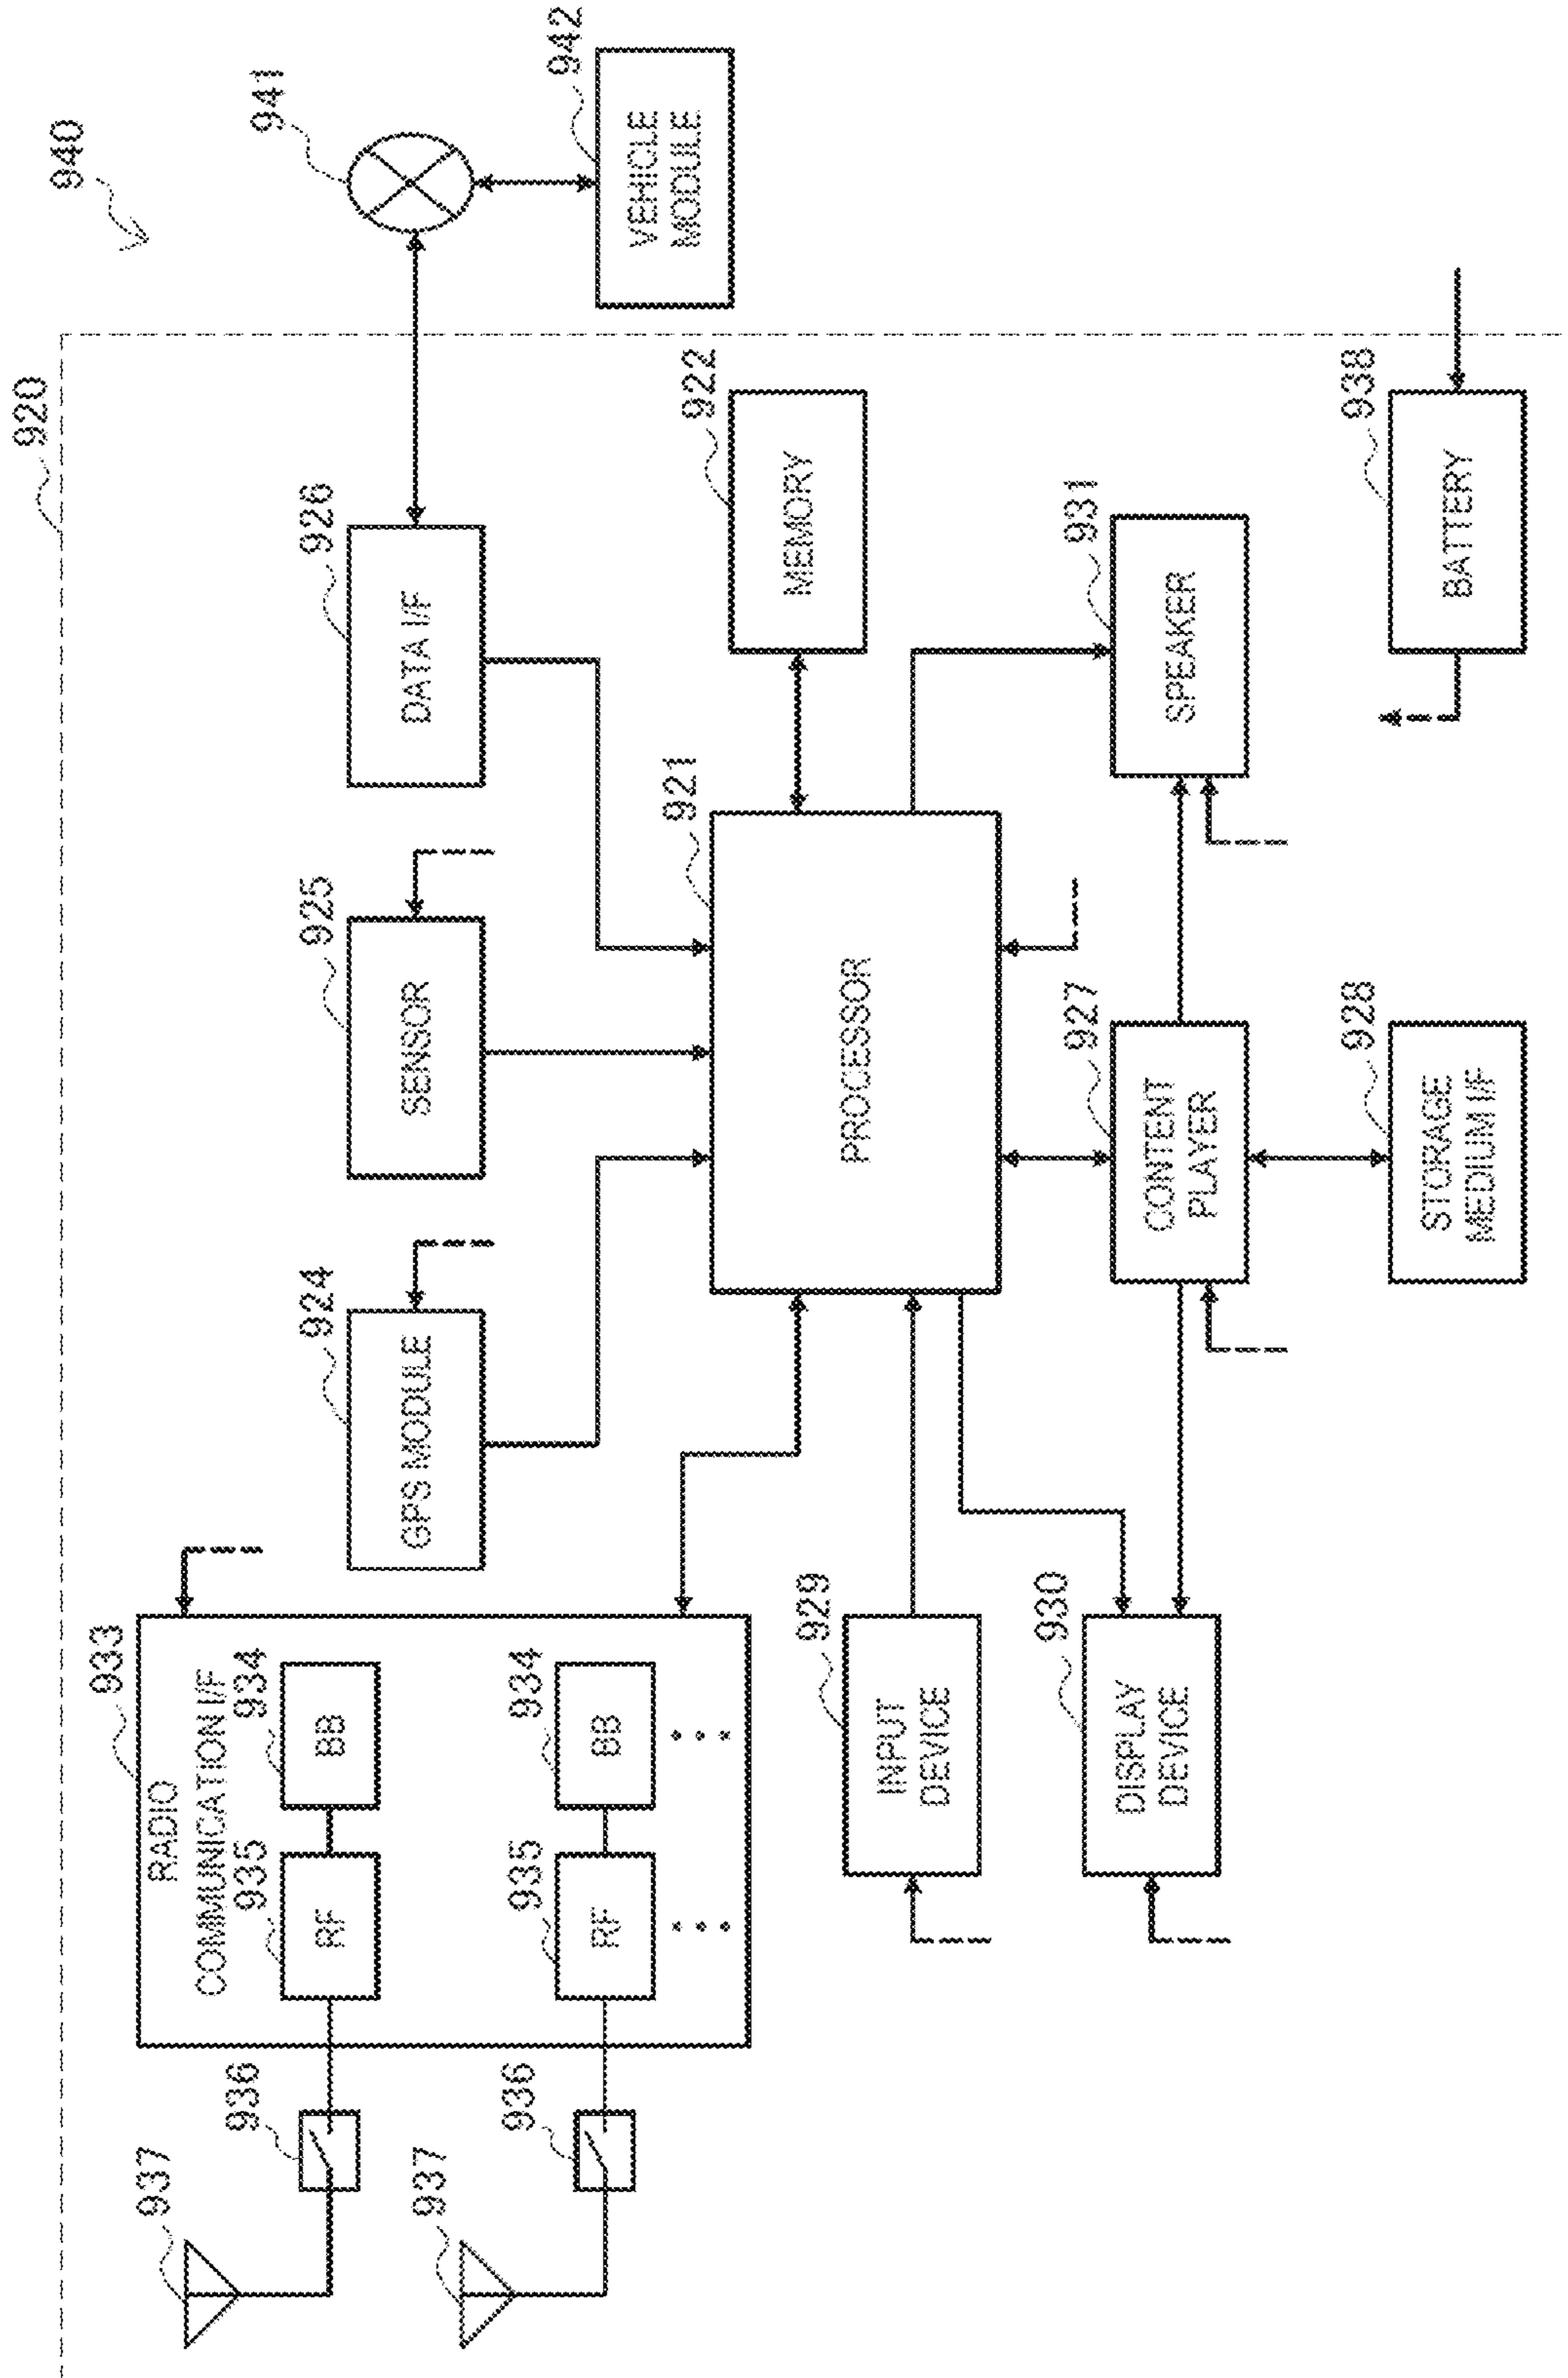 940
920
941
942
VEHICLE
MODULE
933
RADIO
COMMUNICATION I/F
937
936
935
RF
934
BB
937
936
935
RF
934
BB
924
GPS MODULE
925
SENSOR
926
DATA I/F
921
PROCESSOR
922
MEMORY
929
INPUT
DEVICE
930
DISPLAY
DEVICE
927
CONTENT
PLAYER
931
SPEAKER
928
STORAGE
MEDIUM I/F
938
BATTERY